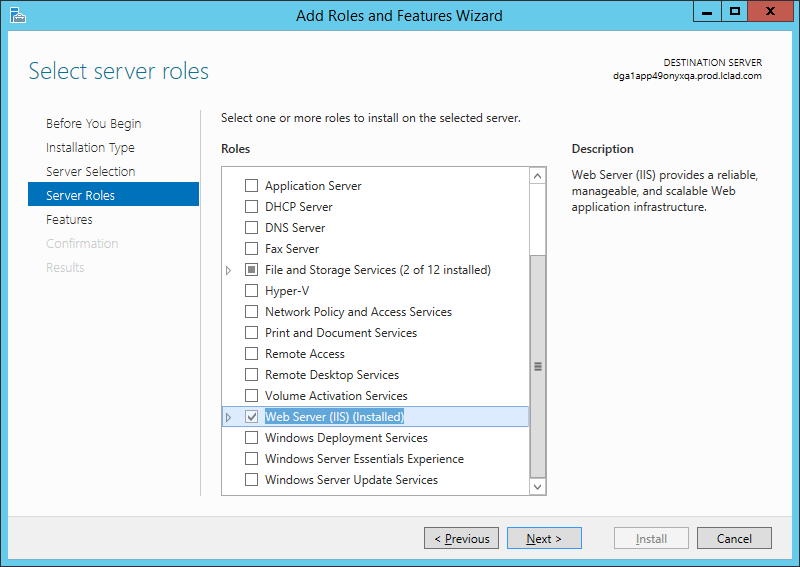 Add Roles and Features Wizard
Select server roles
DESTINATION SERVER
dga1app49onyxqa.prod.lclad.com
Before You Begin
Installation Type
Server Selection
Server Roles
Features
Confirmation
Results
Select one or more roles to install on the selected server.
Roles
Application Server
DHCP Server
DNS Server
Fax Server
File and Storage Services (2 of 12 installed)
Hyper-V
Network Policy and Access Services
Print and Document Services
Remote Access
Remote Desktop Services
Volume Activation Services
Web Server (IIS) (Installed)
Windows Deployment Services
Windows Server Essentials Experience
Windows Server Update Services
Description
Web Server (IIS) provides a reliable,
manageable, and scalable Web
application infrastructure.
< Previous
Next >
Install
Cancel